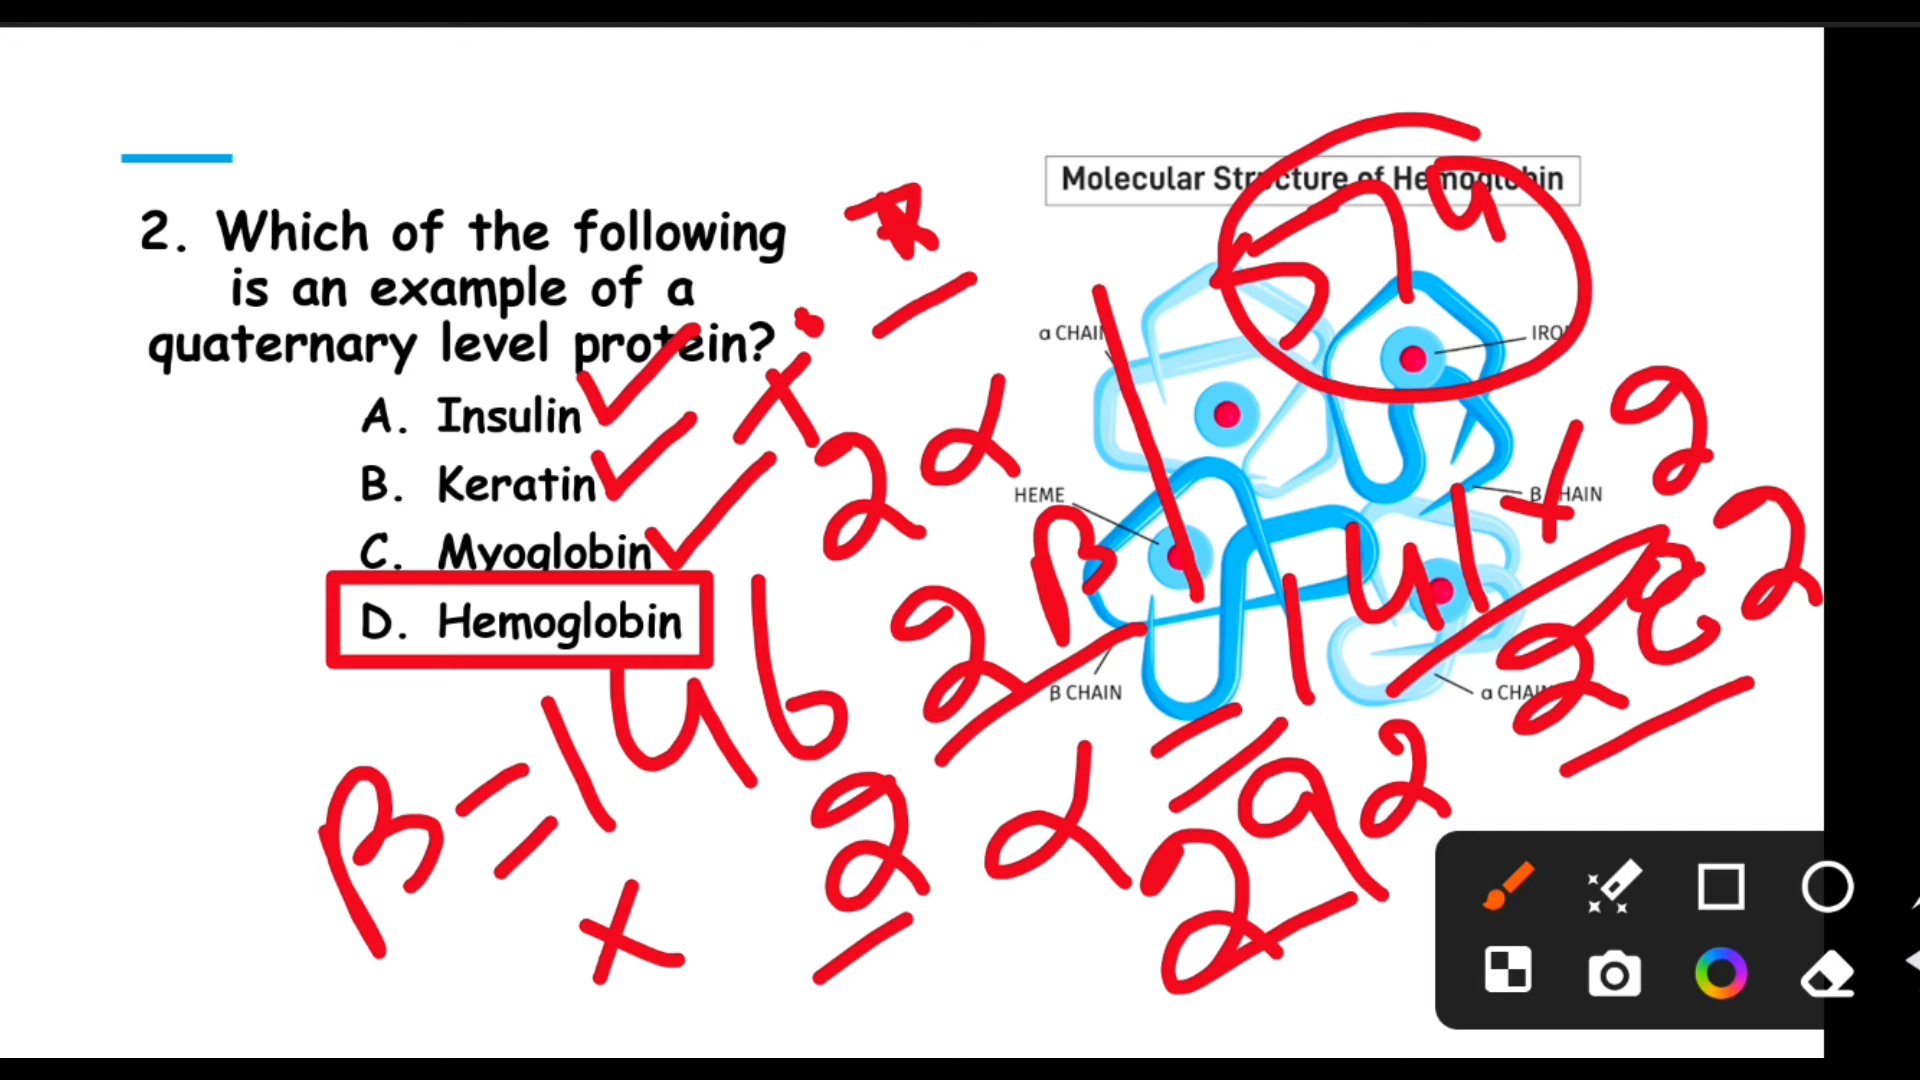 Molecular Structure of Hemoglobin
2. Which of the following
is an example of a
quaternary level protein?
A. Insulin
B. Keratin
C. Myoglobin
D. Hemoglobin
α CHAIN
IRON
HEME
β CHAIN
β CHAIN
α CHAIN
574
2α
2β
141 × 2
282
β = 146
× 2
α =
292